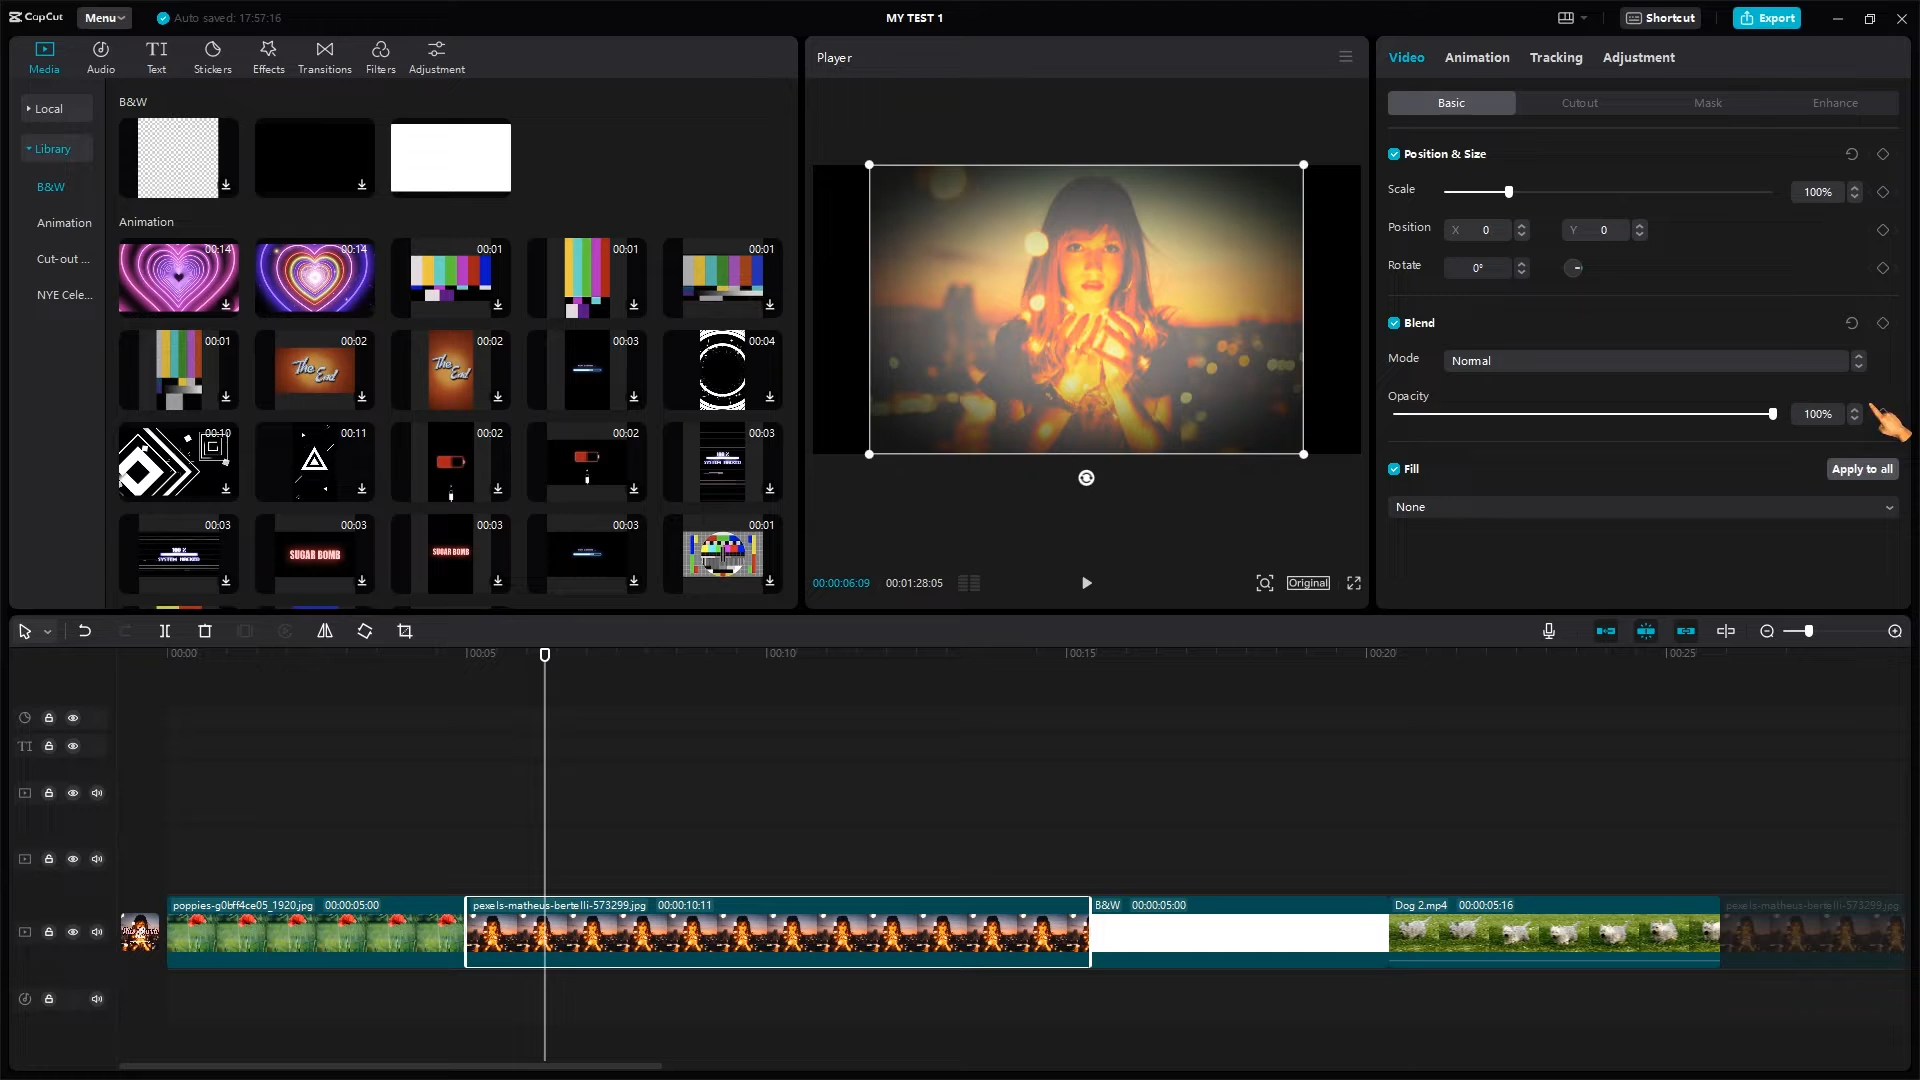 CapCut
Menu
Auto saved: 17:57:16
MY TEST 1
Shortcut
Export
Media
Audio
Text
Stickers
Effects
Transitions
Filters
Adjustment
Local
Library
B&W
Animation
Cut-out ...
NYE Cele...
B&W
Animation
00:14
00:14
00:01
00:01
00:01
00:01
00:02
The End
00:02
The End
00:03
00:04
00:10
00:11
00:02
00:02
00:03
100 %
SYSTEM HACKED
00:03
100 %
SYSTEM HACKED
00:03
SUGAR BOMB
00:03
SUGAR BOMB
00:03
00:01
Player
00:00:06:09
00:01:28:05
Original
Video
Animation
Tracking
Adjustment
Basic
Cutout
Mask
Enhance
Position & Size
Scale
100%
Position
X 0
Y 0
Rotate
0°
Blend
Mode
Normal
Opacity
100%
Fill
Apply to all
None
00:00
00:05
00:10
00:15
00:20
00:25
TI
poppies-g0bff4ce05_1920.jpg 00:00:05:00
pexels-matheus-bertelli-573299.jpg 00:00:10:11
B&W 00:00:05:00
Dog 2.mp4 00:00:05:16
pexels-matheus-bertelli-573299.jpg